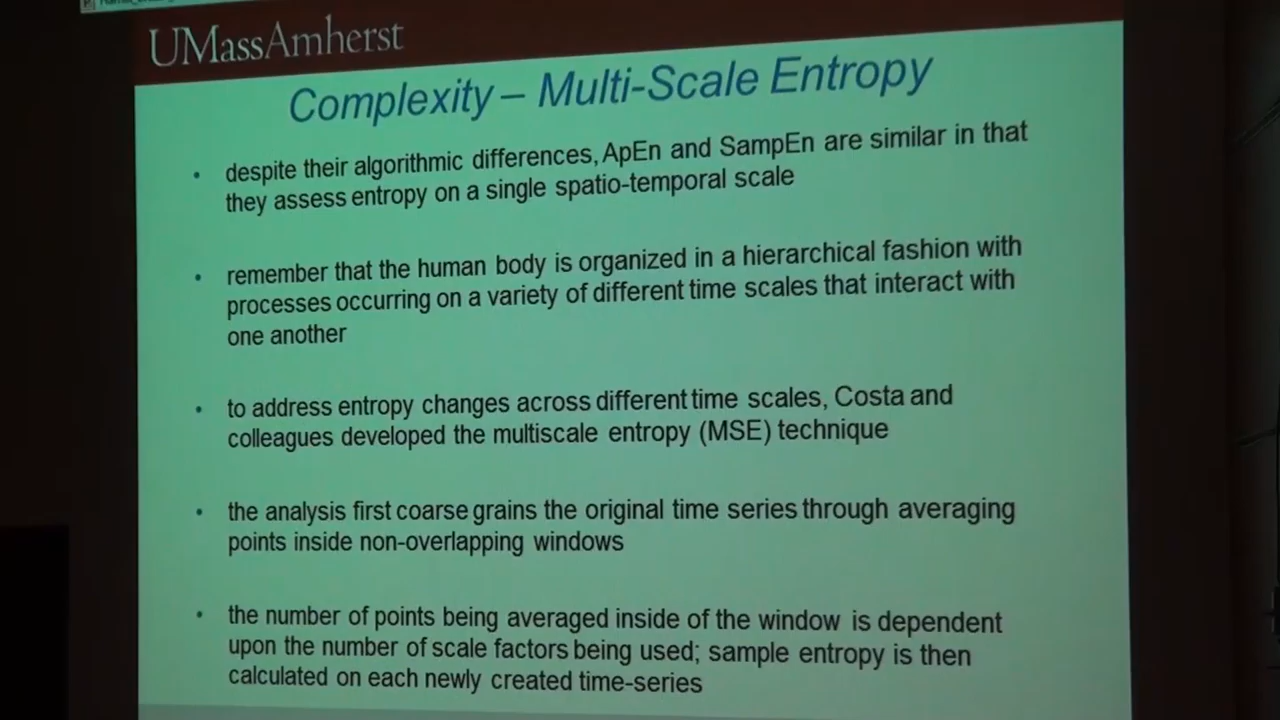 UMassAmherst
Complexity – Multi-Scale Entropy
• despite their algorithmic differences, ApEn and SampEn are similar in that
they assess entropy on a single spatio-temporal scale
• remember that the human body is organized in a hierarchical fashion with
processes occurring on a variety of different time scales that interact with
one another
• to address entropy changes across different time scales, Costa and
colleagues developed the multiscale entropy (MSE) technique
• the analysis first coarse grains the original time series through averaging
points inside non-overlapping windows
• the number of points being averaged inside of the window is dependent
upon the number of scale factors being used; sample entropy is then
calculated on each newly created time-series